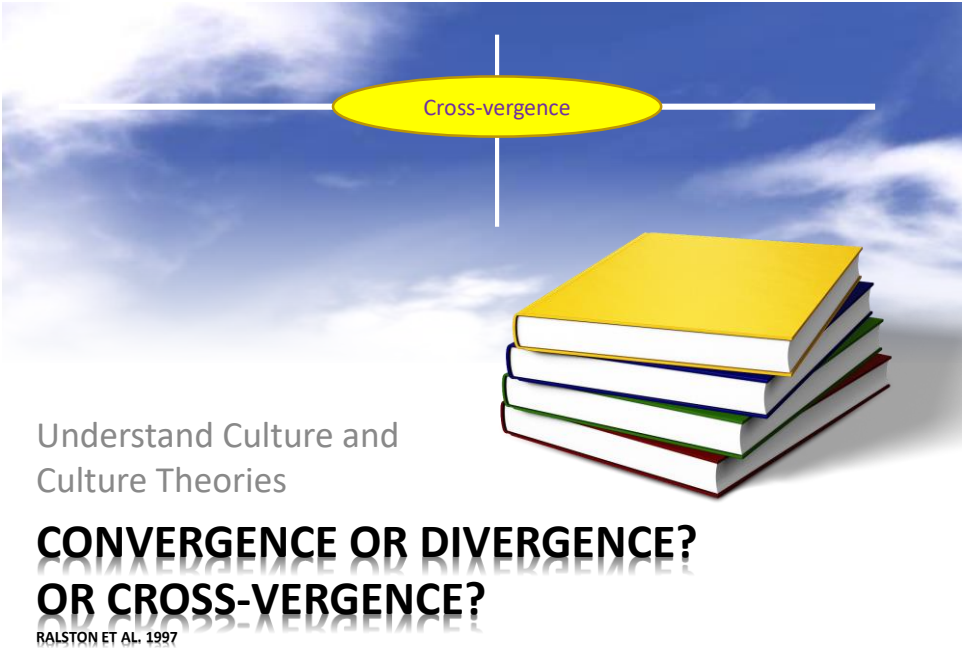 Cross-vergence
Understand Culture and
Culture Theories
CONVERGENCE OR DIVERGENCE?
OR CROSS-VERGENCE?
RALSTON ET AL. 1997